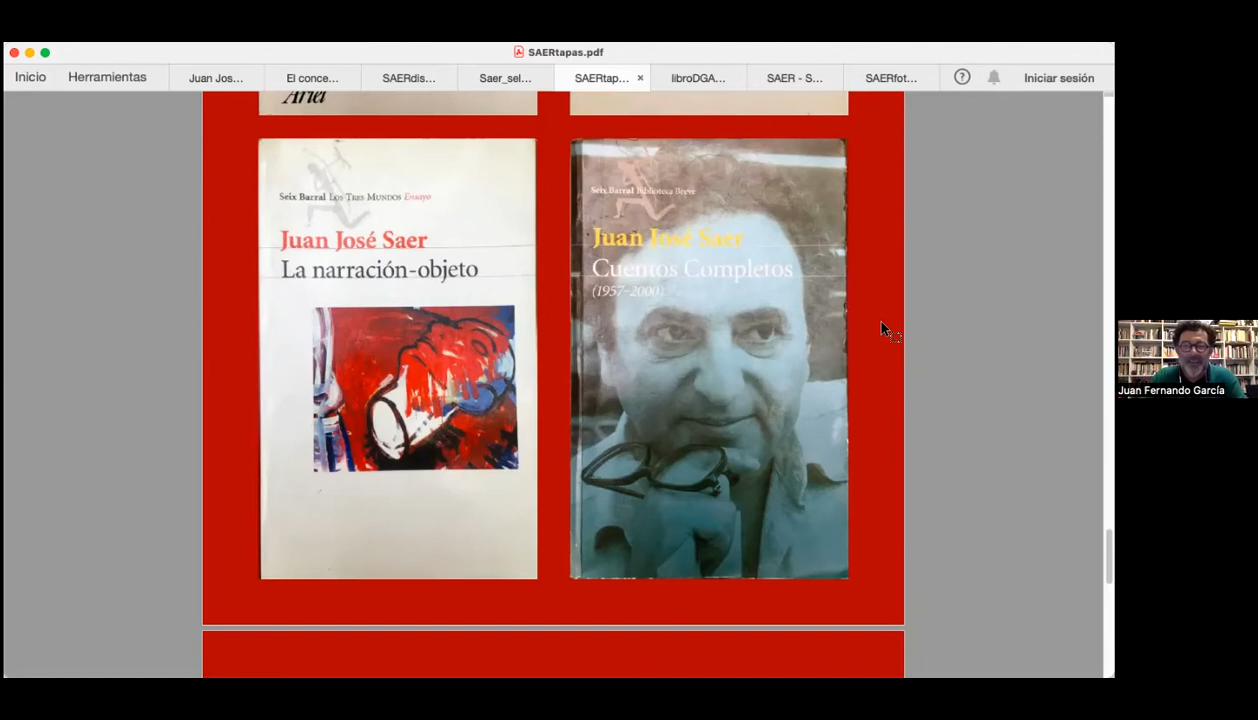 SAERtapas.pdf
Inicio
Herramientas
Juan Jos...
El conce...
SAERdis...
Saer_sel...
SAERtap... ×
libroDGA...
SAER - S...
SAERfot...
?
Iniciar sesión
Ariel
Seix Barral Los Tres Mundos Ensayo
Juan José Saer
La narración-objeto
Seix Barral Biblioteca Breve
Juan José Saer
Cuentos Completos
(1957-2000)
Juan Fernando García